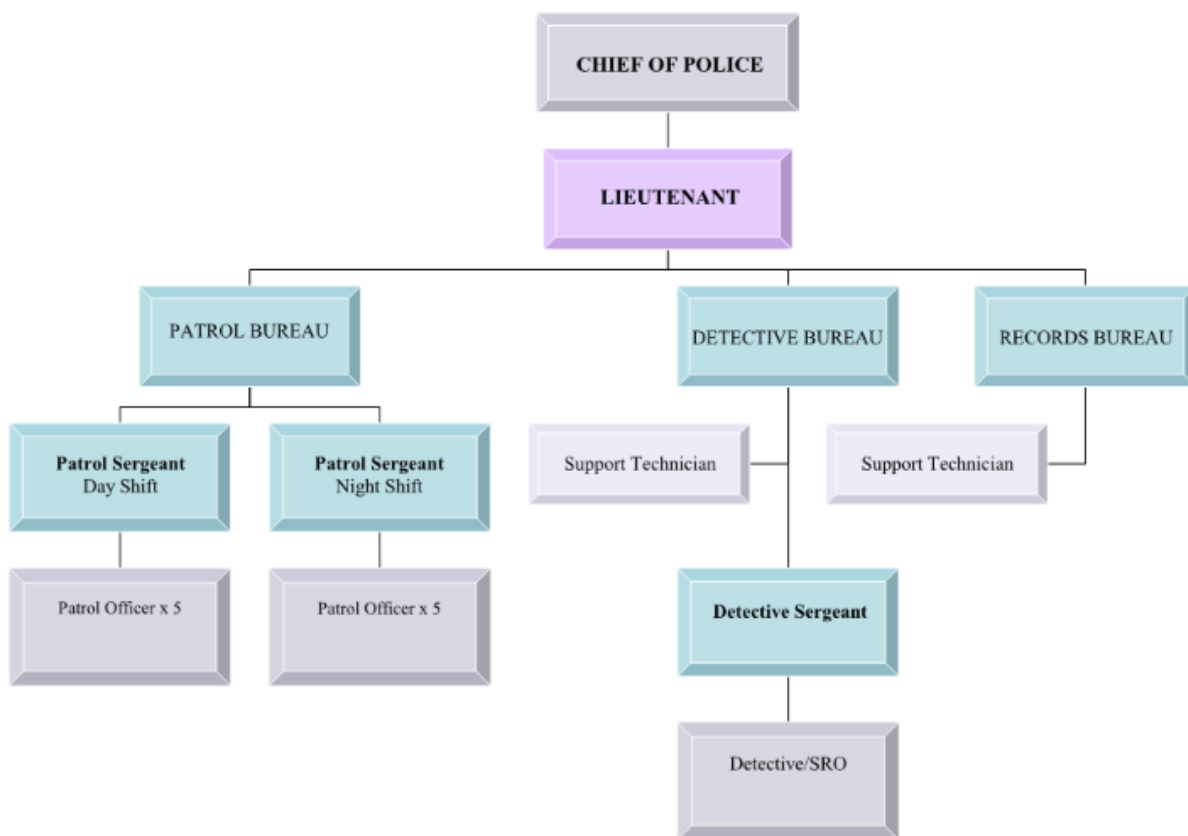 CHIEF OF POLICE
LIEUTENANT
PATROL BUREAU
DETECTIVE BUREAU
RECORDS BUREAU
Patrol Sergeant
Day Shift
Patrol Sergeant
Night Shift
Support Technician
Support Technician
Patrol Officer x 5
Patrol Officer x 5
Detective Sergeant
Detective/SRO